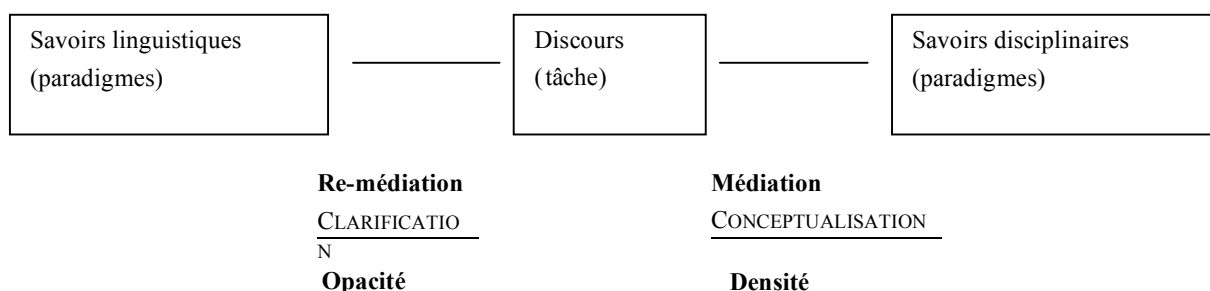 Savoirs linguistiques
(paradigmes)
Discours
(tâche)
Savoirs disciplinaires
(paradigmes)
Re-médiation
CLARIFICATIO
N
Opacité
Médiation
CONCEPTUALISATION
Densité